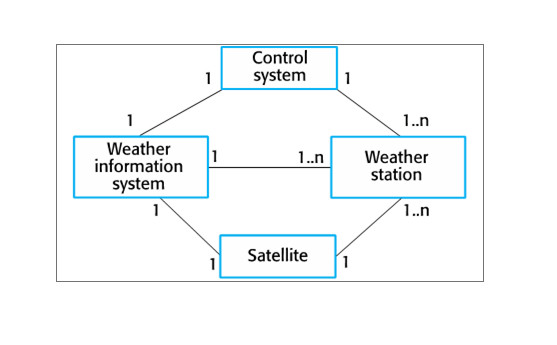 Control
system
1
1
1
1..n
Weather
information
system
1
1..n
Weather
station
1
1..n
Satellite
1
1